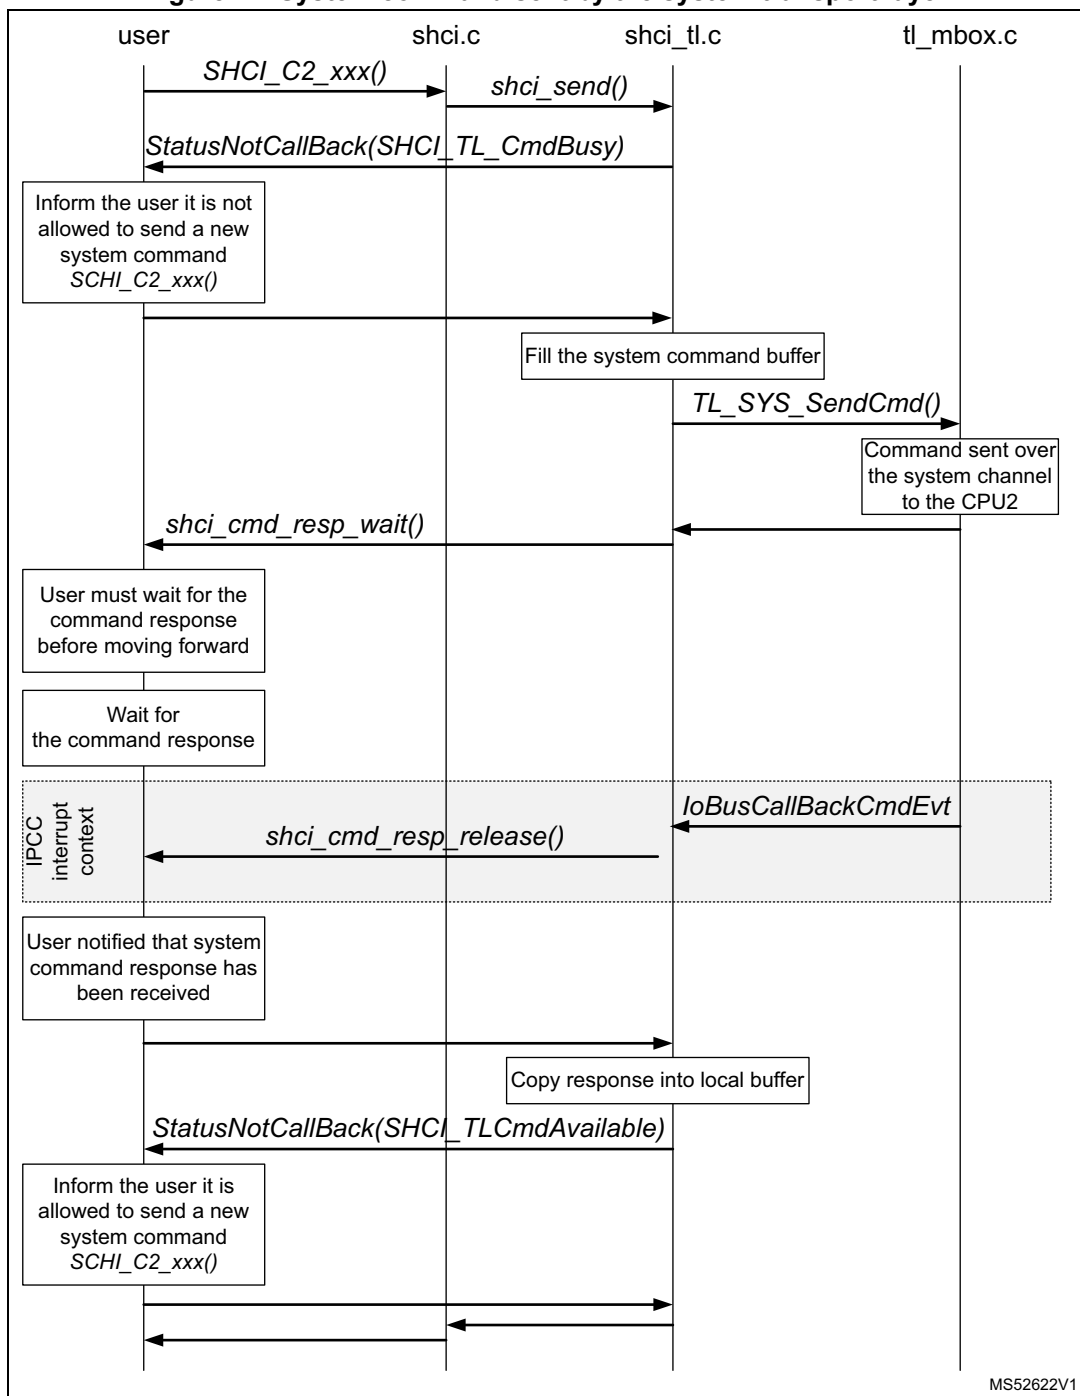 user shci.c shci_tl.c tl_mbox.c
SHCI_C2_xxx()
shci_send()
StatusNotCallBack(SHCI_TL_CmdBusy)
Inform the user it is not
allowed to send a new
system command
SCHI_C2_xxx()
Fill the system command buffer
TL_SYS_SendCmd()
Command sent over
the system channel
to the CPU2
shci_cmd_resp_wait()
User must wait for the
command response
before moving forward
Wait for
the command response
IPCC
interrupt
context
IoBusCallBackCmdEvt
shci_cmd_resp_release()
User notified that system
command response has
been received
Copy response into local buffer
StatusNotCallBack(SHCI_TLCmdAvailable)
Inform the user it is
allowed to send a new
system command
SCHI_C2_xxx()
MS52622V1